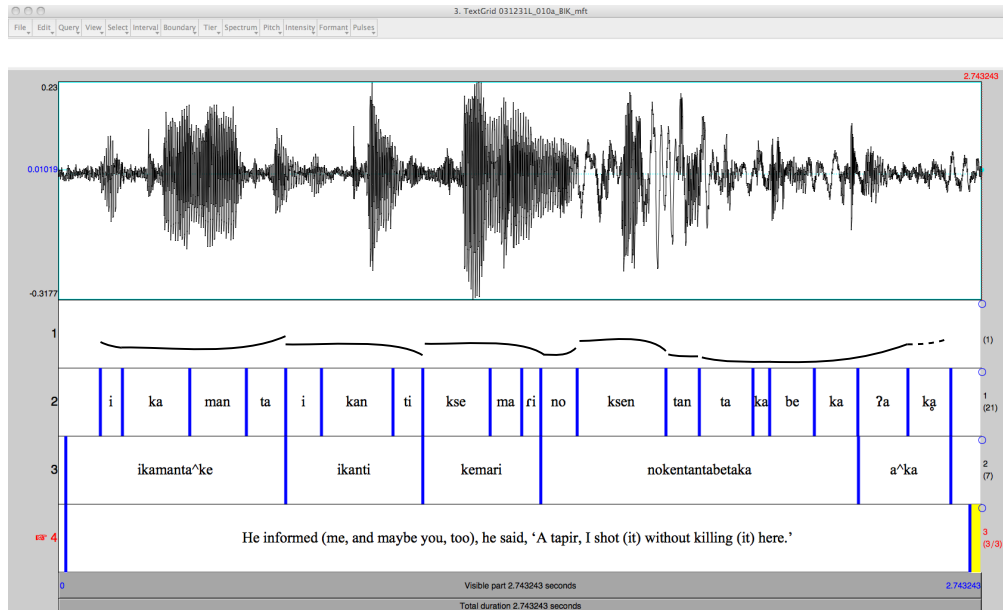 3. TextGrid 031231L_010a_BIK_mft
File Edit Query View Select Interval Boundary Tier Spectrum Pitch Intensity Formant Pulses
2.743243
0.23
0.01019
-0.3177
1 (1)
2 i ka man ta i kan ti kse ma ɾi no ksen tan ta ka be ka ʔa kḁ 1 (21)
3 ikamanta^ke ikanti kemari nokentantabetaka a^ka 2 (7)
☞ 4 He informed (me, and maybe you, too), he said, ‘A tapir, I shot (it) without killing (it) here.’ 3 (3/3)
0 Visible part 2.743243 seconds 2.743243
Total duration 2.743243 seconds